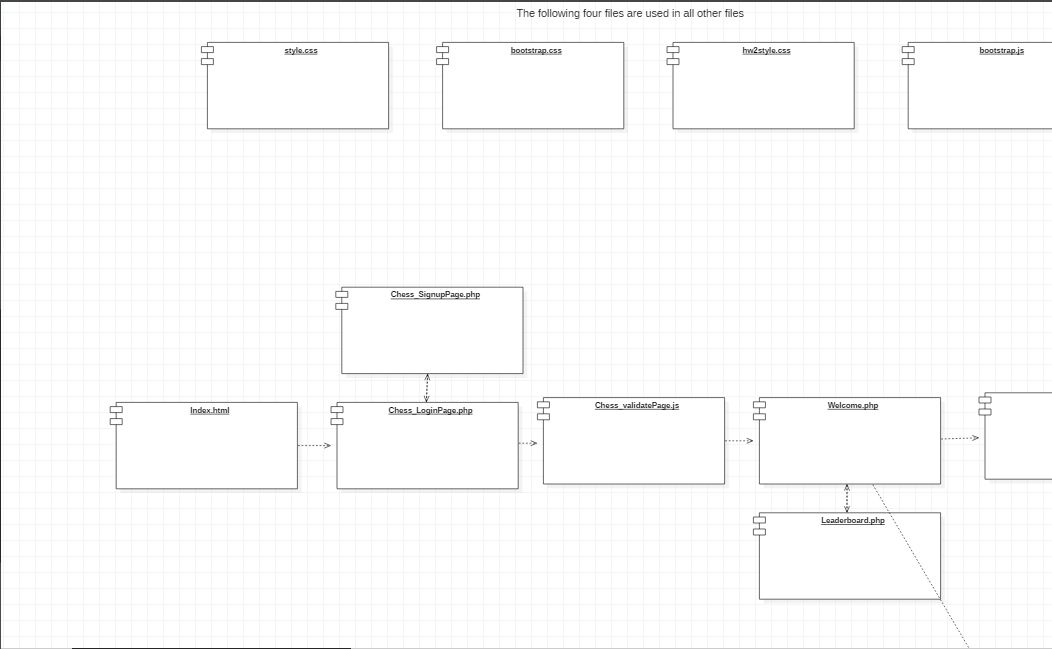 The following four files are used in all other files
style.css
bootstrap.css
hw2style.css
bootstrap.js
Chess_SignupPage.php
Index.html
Chess_LoginPage.php
Chess_validatePage.js
Welcome.php
Leaderboard.php